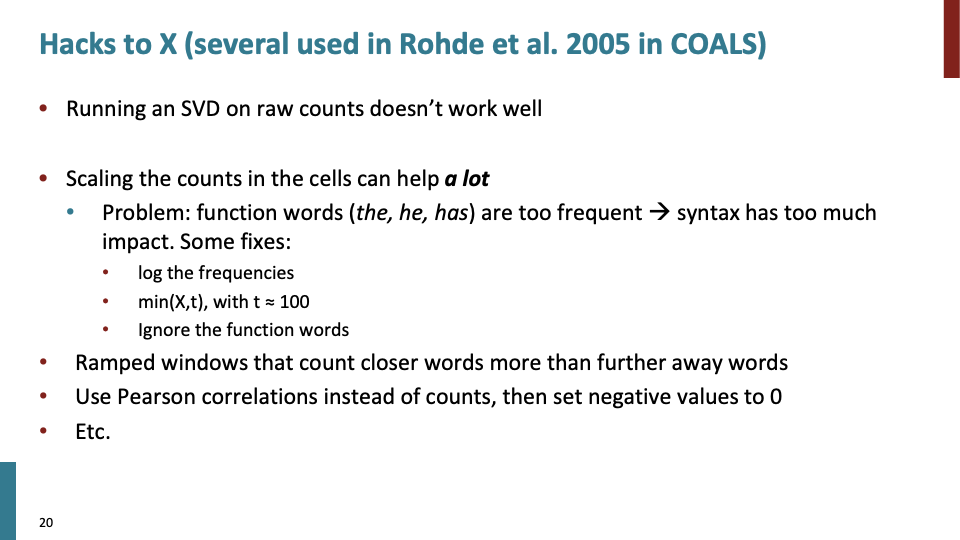 Hacks to X (several used in Rohde et al. 2005 in COALS)
• Running an SVD on raw counts doesn’t work well
• Scaling the counts in the cells can help a lot
• Problem: function words (the, he, has) are too frequent → syntax has too much
impact. Some fixes:
• log the frequencies
• min(X,t), with t ≈ 100
• Ignore the function words
• Ramped windows that count closer words more than further away words
• Use Pearson correlations instead of counts, then set negative values to 0
• Etc.
20